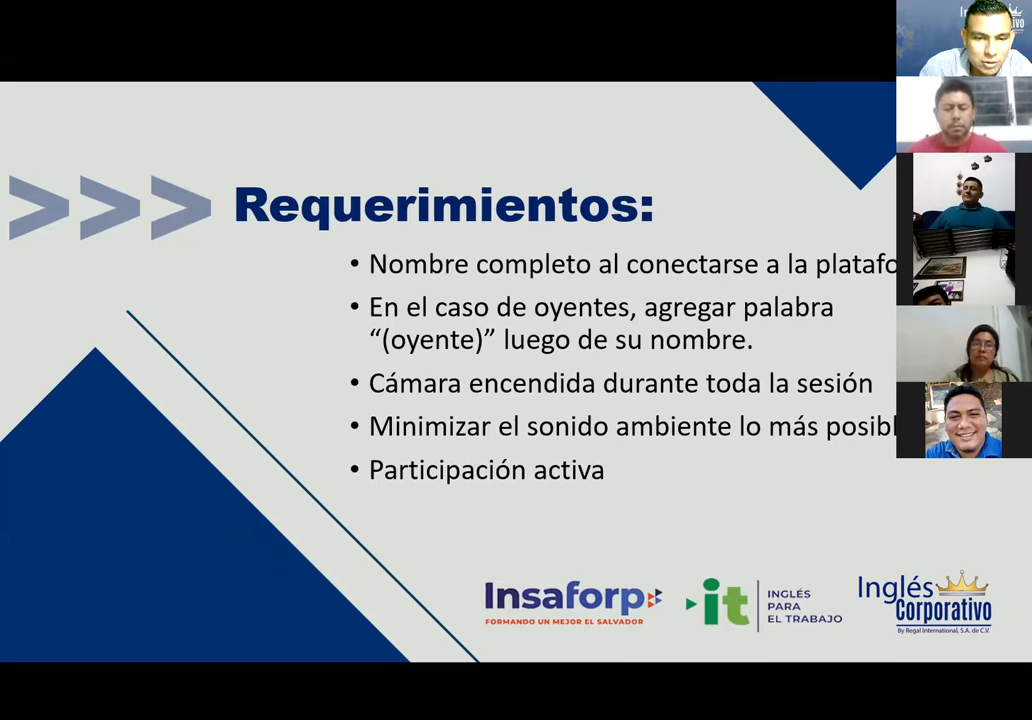 Requerimientos:
• Nombre completo al conectarse a la
• En el caso de oyentes, agregar palabra
“(oyente)” luego de su nombre.
• Cámara encendida durante toda la sesión
• Minimizar el sonido ambiente lo más
• Participación activa
Insaforp
FORMANDO UN MEJOR EL SALVADOR
it
INGLÉS
PARA
EL TRABAJO
Inglés
Corporativo
By Regal International, S.A. de C.V.